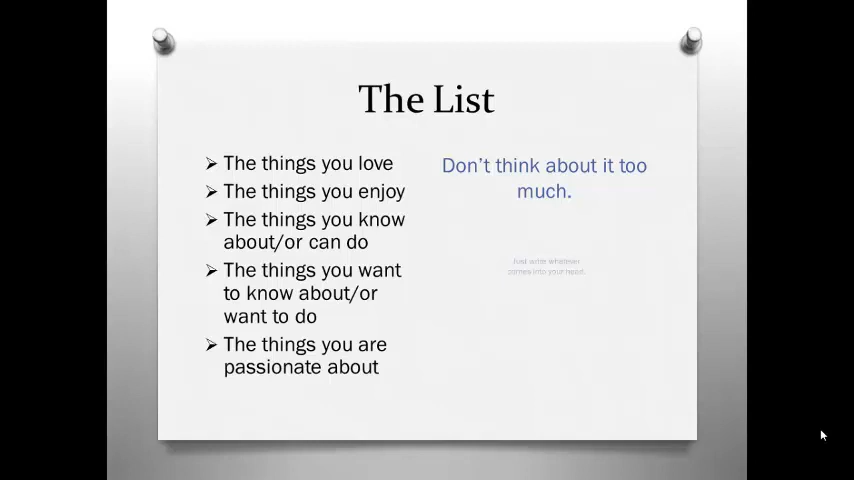 The List
➢ The things you love
➢ The things you enjoy
➢ The things you know
about/or can do
➢ The things you want
to know about/or
want to do
➢ The things you are
passionate about
Don’t think about it too
much.
Just write whatever
comes into your heart.